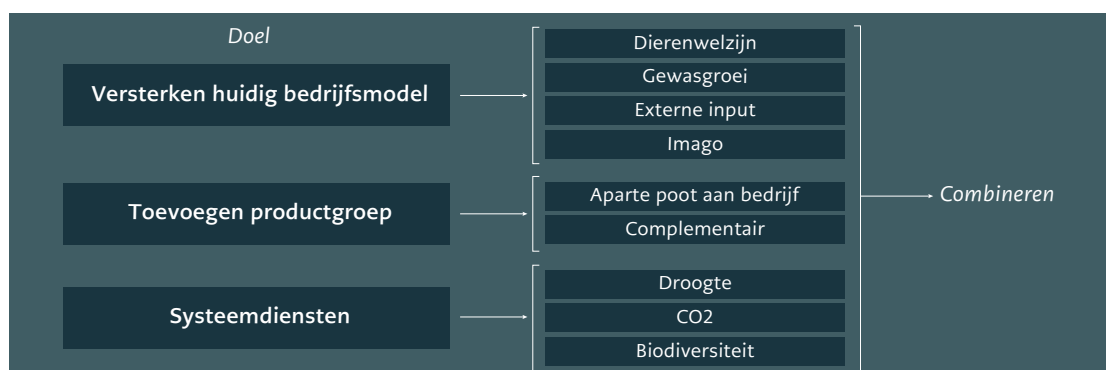 Doel
Versterken huidig bedrijfsmodel
Dierenwelzijn
Gewasgroei
Externe input
Imago
Toevoegen productgroep
Aparte poot aan bedrijf
Complementair
Combineren
Systeemdiensten
Droogte
CO2
Biodiversiteit